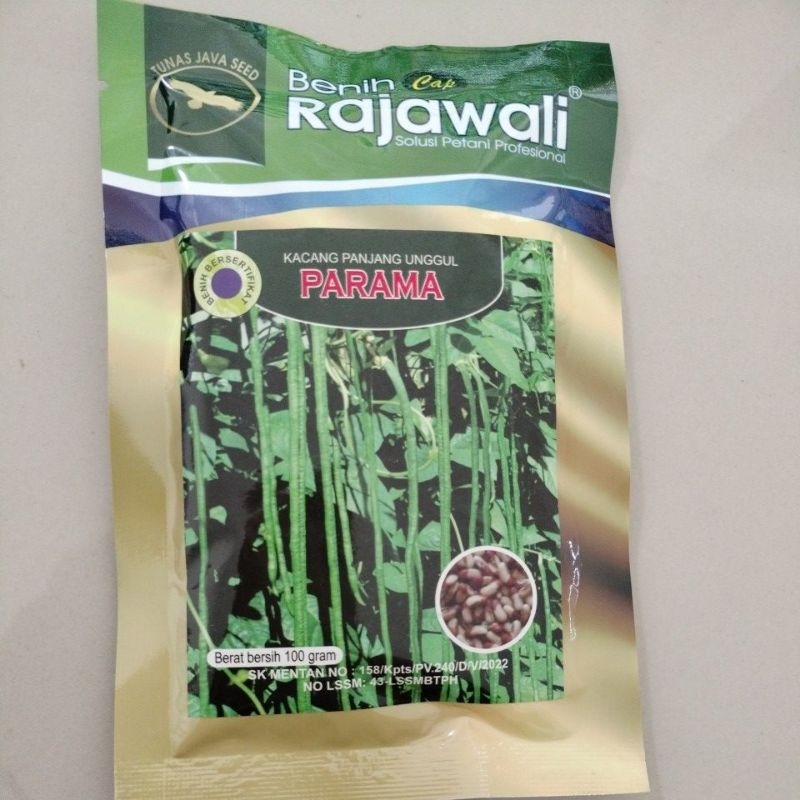 TUNAS JAVA SEED
Benih Cap
Rajawali®
Solusi Petani Profesional
KACANG PANJANG UNGGUL
PARAMA
BENIH BERSERTIFIKAT
Berat bersih 100 gram
SK MENTAN NO : 158/Kpts/PV.240/D/V/2022
NO LSSM: 43-LSSMBTPH